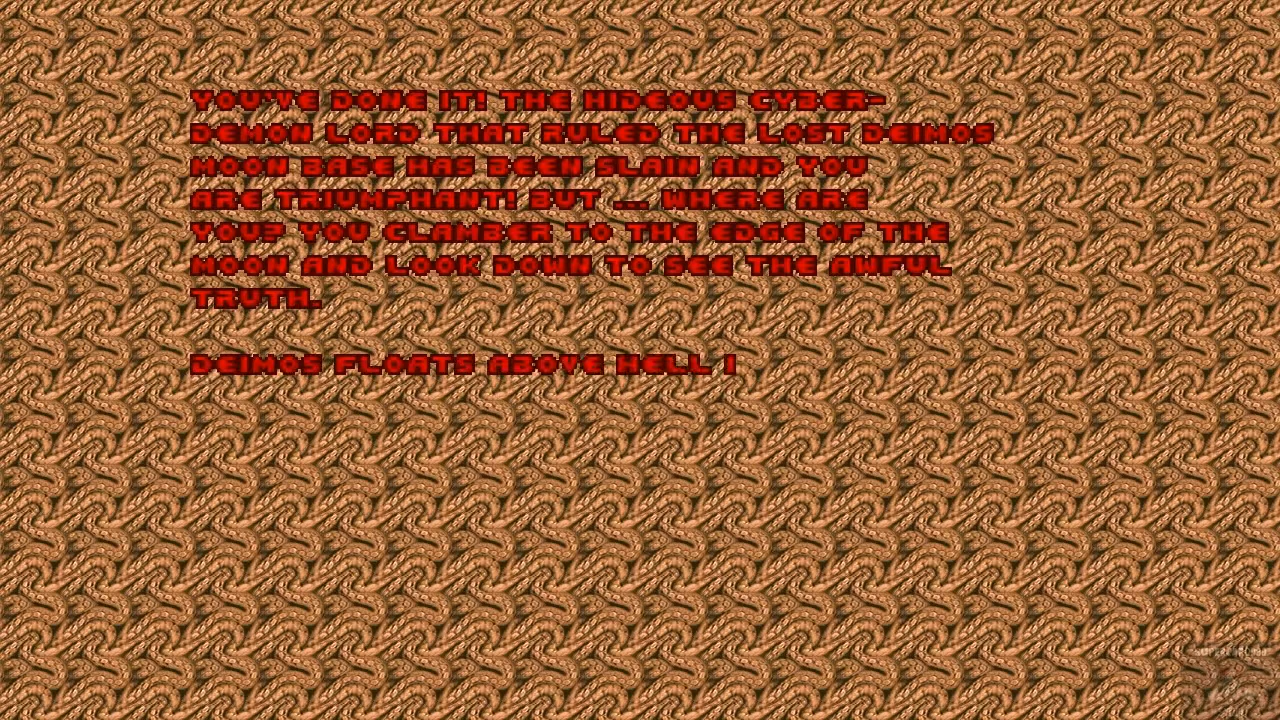 YOU'VE DONE IT! THE HIDEOUS CYBER-
DEMON LORD THAT RULED THE LOST DEIMOS
MOON BASE HAS BEEN SLAIN AND YOU
ARE TRIUMPHANT! BUT ... WHERE ARE
YOU? YOU CLAMBER TO THE EDGE OF THE
MOON AND LOOK DOWN TO SEE THE AWFUL
TRUTH.
DEIMOS FLOATS ABOVE HELL I